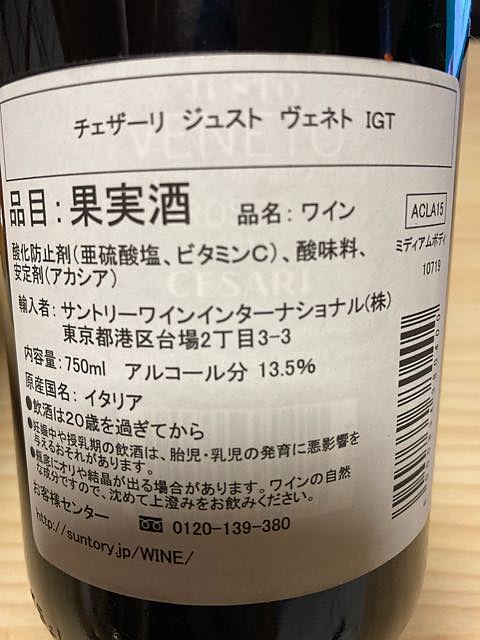 チェザーリ ジュスト ヴェネト IGT
品目:果実酒 品名:ワイン
ACLA15
酸化防止剤(亜硫酸塩、ビタミンC)、酸味料、
安定剤(アカシア)
ミディアムボディ
10719
輸入者:サントリーワインインターナショナル(株)
東京都港区台場2丁目3-3
内容量:750ml アルコール分 13.5%
原産国名:イタリア
●飲酒は20歳を過ぎてから
●妊娠中や授乳期の飲酒は、胎児・乳児の発育に悪影響を
与えるおそれがあります。
●瓶底にオリや結晶が出る場合があります。ワインの自然
な成分ですので、沈めて上澄みをお飲みください。
お客様センター 0120-139-380
http://suntory.jp/WINE/